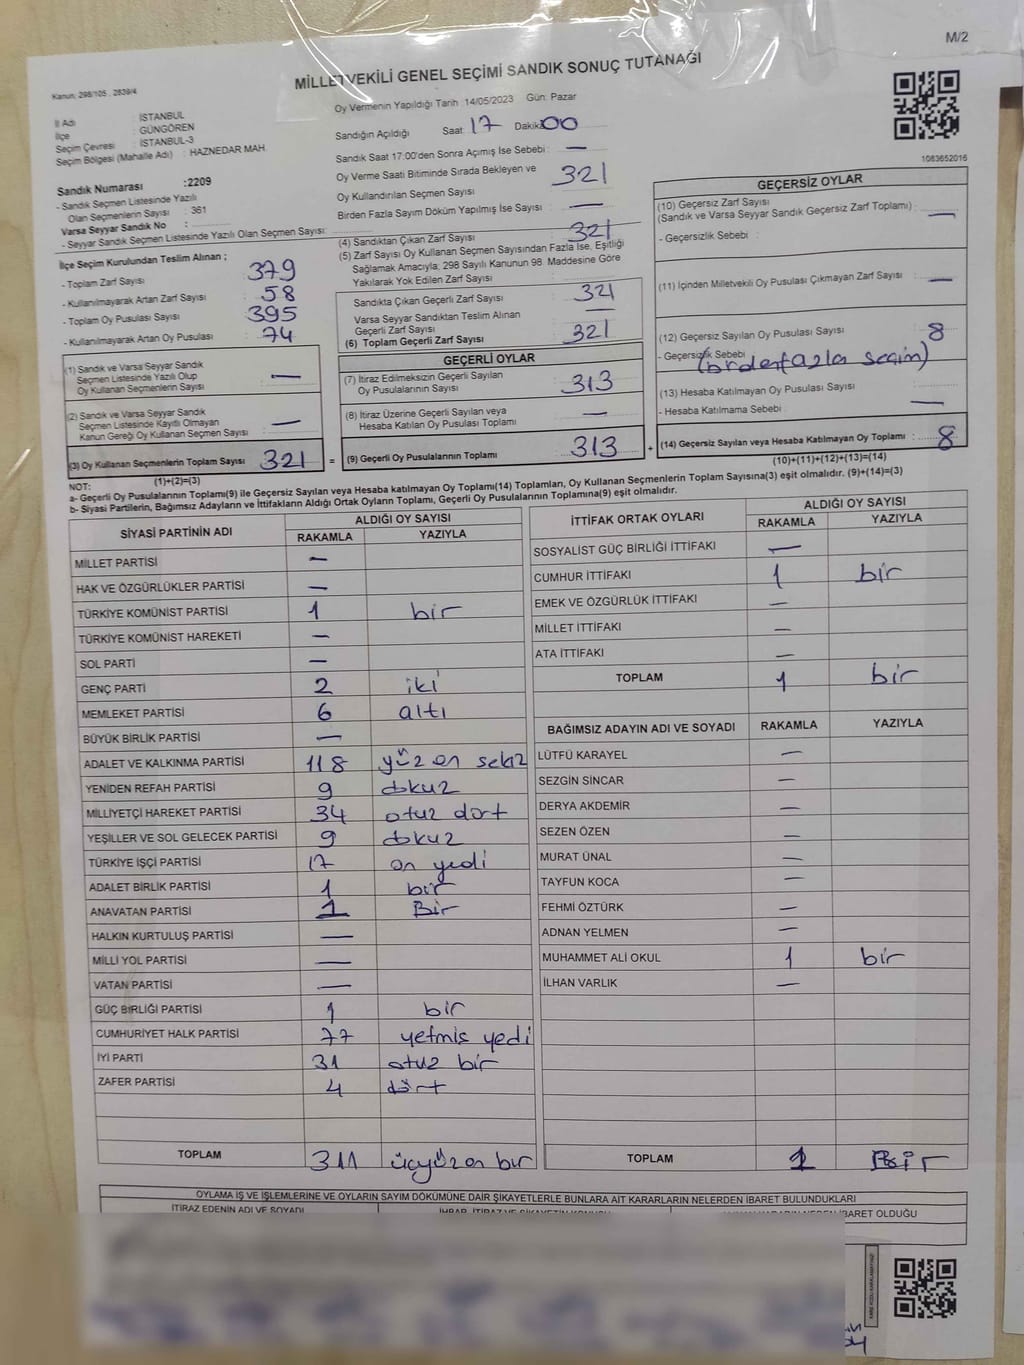 M/2
MİLLETVEKİLİ GENEL SEÇİMİ SANDIK SONUÇ TUTANAĞI
Kanun: 298/105 , 2839/4
İl Adı : İSTANBUL
İlçe : GÜNGÖREN
Seçim Çevresi : İSTANBUL-3
Seçim Bölgesi (Mahalle Adı) : HAZNEDAR MAH.
Sandık Numarası :2209
- Sandık Seçmen Listesinde Yazılı
Olan Seçmenlerin Sayısı : 361
Varsa Seyyar Sandık No :
- Seyyar Sandık Seçmen Listesinde Yazılı Olan Seçmen Sayısı:
Oy Vermenin Yapıldığı Tarih 14/05/2023 Gün: Pazar
Sandığın Açıldığı Saat: 17 Dakika: 00
Sandık Saat 17:00'den Sonra Açımış İse Sebebi : —
Oy Verme Saati Bitiminde Sırada Bekleyen ve
Oy Kullandırılan Seçmen Sayısı : 321
Birden Fazla Sayım Döküm Yapılmış İse Sayısı : —
1083652016
İlçe Seçim Kurulundan Teslim Alınan ;
- Toplam Zarf Sayısı : 379
- Kullanılmayarak Artan Zarf Sayısı : 58
- Toplam Oy Pusulası Sayısı : 395
- Kullanılmayarak Artan Oy Pusulası : 74
(1) Sandık ve Varsa Seyyar Sandık
Seçmen Listesinde Yazılı Olup
Oy Kullanan Seçmenlerin Sayısı : —
(2) Sandık ve Varsa Seyyar Sandık
Seçmen Listesinde Kayıtlı Olmayan
Kanun Gereği Oy Kullanan Seçmen Sayısı : —
(3) Oy Kullanan Seçmenlerin Toplam Sayısı 321 =
(1)+(2)=(3)
(4) Sandıktan Çıkan Zarf Sayısı : 321
(5) Zarf Sayısı Oy Kullanan Seçmen Sayısından Fazla İse, Eşitliği
Sağlamak Amacıyla, 298 Sayılı Kanunun 98. Maddesine Göre
Yakılarak Yok Edilen Zarf Sayısı :
Sandıkta Çıkan Geçerli Zarf Sayısı : 321
Varsa Seyyar Sandıktan Teslim Alınan
Geçerli Zarf Sayısı : —
(6) Toplam Geçerli Zarf Sayısı : 321
GEÇERLİ OYLAR
(7) İtiraz Edilmeksizin Geçerli Sayılan
Oy Pusulalarının Sayısı : 313
(8) İtiraz Üzerine Geçerli Sayılan veya
Hesaba Katılan Oy Pusulası Toplamı : —
(9) Geçerli Oy Pusulalarının Toplamı : 313 +
GEÇERSİZ OYLAR
(10) Geçersiz Zarf Sayısı
(Sandık ve Varsa Seyyar Sandık Geçersiz Zarf Toplamı) : —
- Geçersizlik Sebebi :
(11) İçinden Milletvekili Oy Pusulası Çıkmayan Zarf Sayısı : —
(12) Geçersiz Sayılan Oy Pusulası Sayısı : 8
- Geçersizlik Sebebi : (birdenfazla seçim)
(13) Hesaba Katılmayan Oy Pusulası Sayısı :
- Hesaba Katılmama Sebebi : —
(14) Geçersiz Sayılan veya Hesaba Katılmayan Oy Toplamı : 8
(10)+(11)+(12)+(13)=(14)
NOT:
a- Geçerli Oy Pusulalarının Toplamı(9) ile Geçersiz Sayılan veya Hesaba katılmayan Oy Toplamı(14) Toplamları, Oy Kullanan Seçmenlerin Toplam Sayısına(3) eşit olmalıdır. (9)+(14)=(3)
b- Siyasi Partilerin, Bağımsız Adayların ve İttifakların Aldığı Ortak Oyların Toplamı, Geçerli Oy Pusulalarının Toplamına(9) eşit olmalıdır.
SİYASİ PARTİNİN ADI ALDIĞI OY SAYISI
RAKAMLA YAZIYLA
MİLLET PARTİSİ —
HAK VE ÖZGÜRLÜKLER PARTİSİ —
TÜRKİYE KOMÜNİST PARTİSİ 1 bir
TÜRKİYE KOMÜNİST HAREKETİ —
SOL PARTİ —
GENÇ PARTİ 2 iki
MEMLEKET PARTİSİ 6 altı
BÜYÜK BİRLİK PARTİSİ —
ADALET VE KALKINMA PARTİSİ 118 yüz on sekiz
YENİDEN REFAH PARTİSİ 9 dokuz
MİLLİYETÇİ HAREKET PARTİSİ 34 otuz dört
YEŞİLLER VE SOL GELECEK PARTİSİ 9 dokuz
TÜRKİYE İŞÇİ PARTİSİ 17 on yedi
ADALET BİRLİK PARTİSİ 1 bir
ANAVATAN PARTİSİ 1 Bir
HALKIN KURTULUŞ PARTİSİ —
MİLLİ YOL PARTİSİ —
VATAN PARTİSİ —
GÜÇ BİRLİĞİ PARTİSİ 1 bir
CUMHURİYET HALK PARTİSİ 77 yetmiş yedi
İYİ PARTİ 31 otuz bir
ZAFER PARTİSİ 4 dört
TOPLAM 311 üçyüz on bir
İTTİFAK ORTAK OYLARI ALDIĞI OY SAYISI
RAKAMLA YAZIYLA
SOSYALİST GÜÇ BİRLİĞİ İTTİFAKI —
CUMHUR İTTİFAKI 1 bir
EMEK VE ÖZGÜRLÜK İTTİFAKI —
MİLLET İTTİFAKI —
ATA İTTİFAKI —
TOPLAM 1 bir
BAĞIMSIZ ADAYIN ADI VE SOYADI RAKAMLA YAZIYLA
LÜTFÜ KARAYEL —
SEZGİN SİNCAR —
DERYA AKDEMİR —
SEZEN ÖZEN —
MURAT ÜNAL —
TAYFUN KOCA —
FEHMİ ÖZTÜRK —
ADNAN YELMEN —
MUHAMMET ALİ OKUL 1 bir
İLHAN VARLIK —
TOPLAM 1 Bir
OYLAMA İŞ VE İŞLEMLERİNE VE OYLARIN SAYIM DÖKÜMÜNE DAİR ŞİKAYETLERLE BUNLARA AİT KARARLARIN NELERDEN İBARET BULUNDUKLARI
İTİRAZ EDENİN ADI VE SOYADI
İHBAR, İTİRAZ VE ŞİKAYETİN KONUSU
İBARET OLDUĞU